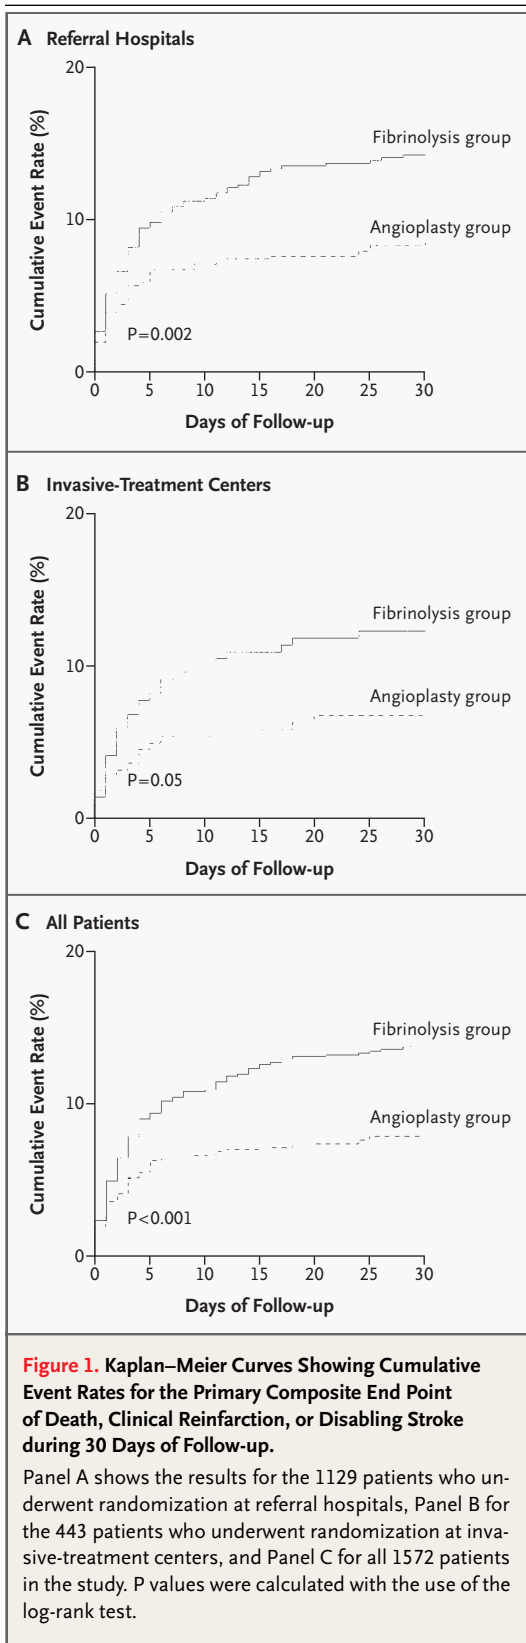 A Referral Hospitals
20
10
0
Cumulative Event Rate (%)
Fibrinolysis group
Angioplasty group
P=0.002
0 5 10 15 20 25 30
Days of Follow-up
B Invasive-Treatment Centers
20
10
0
Cumulative Event Rate (%)
Fibrinolysis group
Angioplasty group
P=0.05
0 5 10 15 20 25 30
Days of Follow-up
C All Patients
20
10
0
Cumulative Event Rate (%)
Fibrinolysis group
Angioplasty group
P<0.001
0 5 10 15 20 25 30
Days of Follow-up
Figure 1. Kaplan–Meier Curves Showing Cumulative
Event Rates for the Primary Composite End Point
of Death, Clinical Reinfarction, or Disabling Stroke
during 30 Days of Follow-up.
Panel A shows the results for the 1129 patients who un-
derwent randomization at referral hospitals, Panel B for
the 443 patients who underwent randomization at inva-
sive-treatment centers, and Panel C for all 1572 patients
in the study. P values were calculated with the use of the
log-rank test.